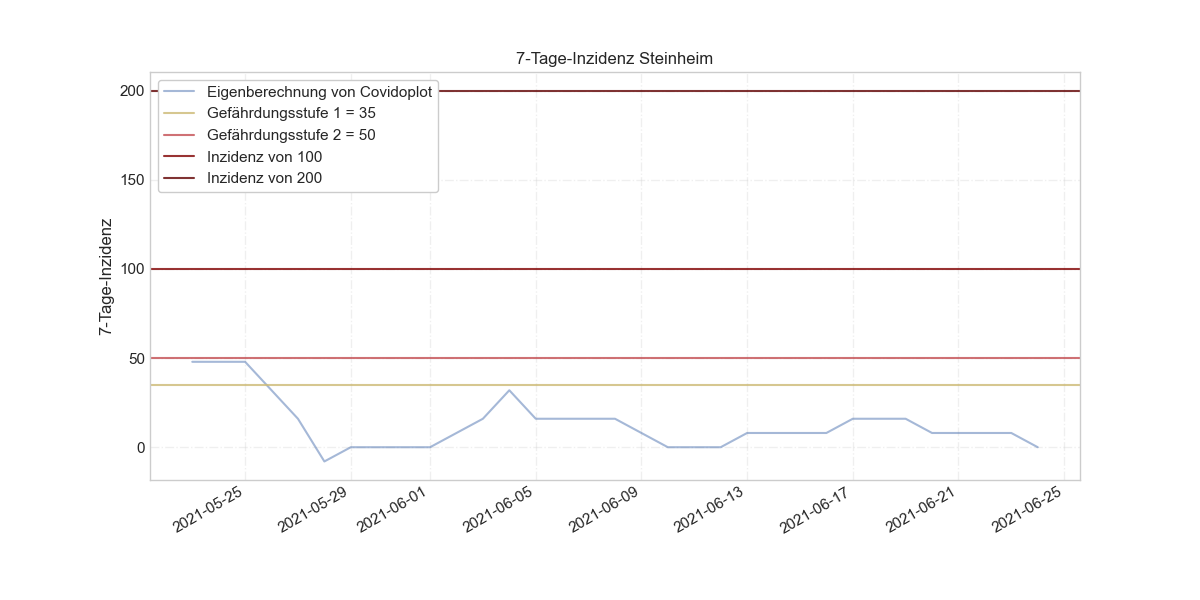 7-Tage-Inzidenz Steinheim
Eigenberechnung von Covidoplot
Gefährdungsstufe 1 = 35
Gefährdungsstufe 2 = 50
Inzidenz von 100
Inzidenz von 200
7-Tage-Inzidenz
200
150
100
50
0
2021-05-25
2021-05-29
2021-06-01
2021-06-05
2021-06-09
2021-06-13
2021-06-17
2021-06-21
2021-06-25